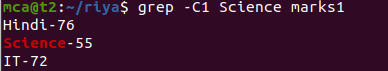 mca@t2:~/riya$ grep -C1 Science marks1
Hindi-76
Science-55
IT-72